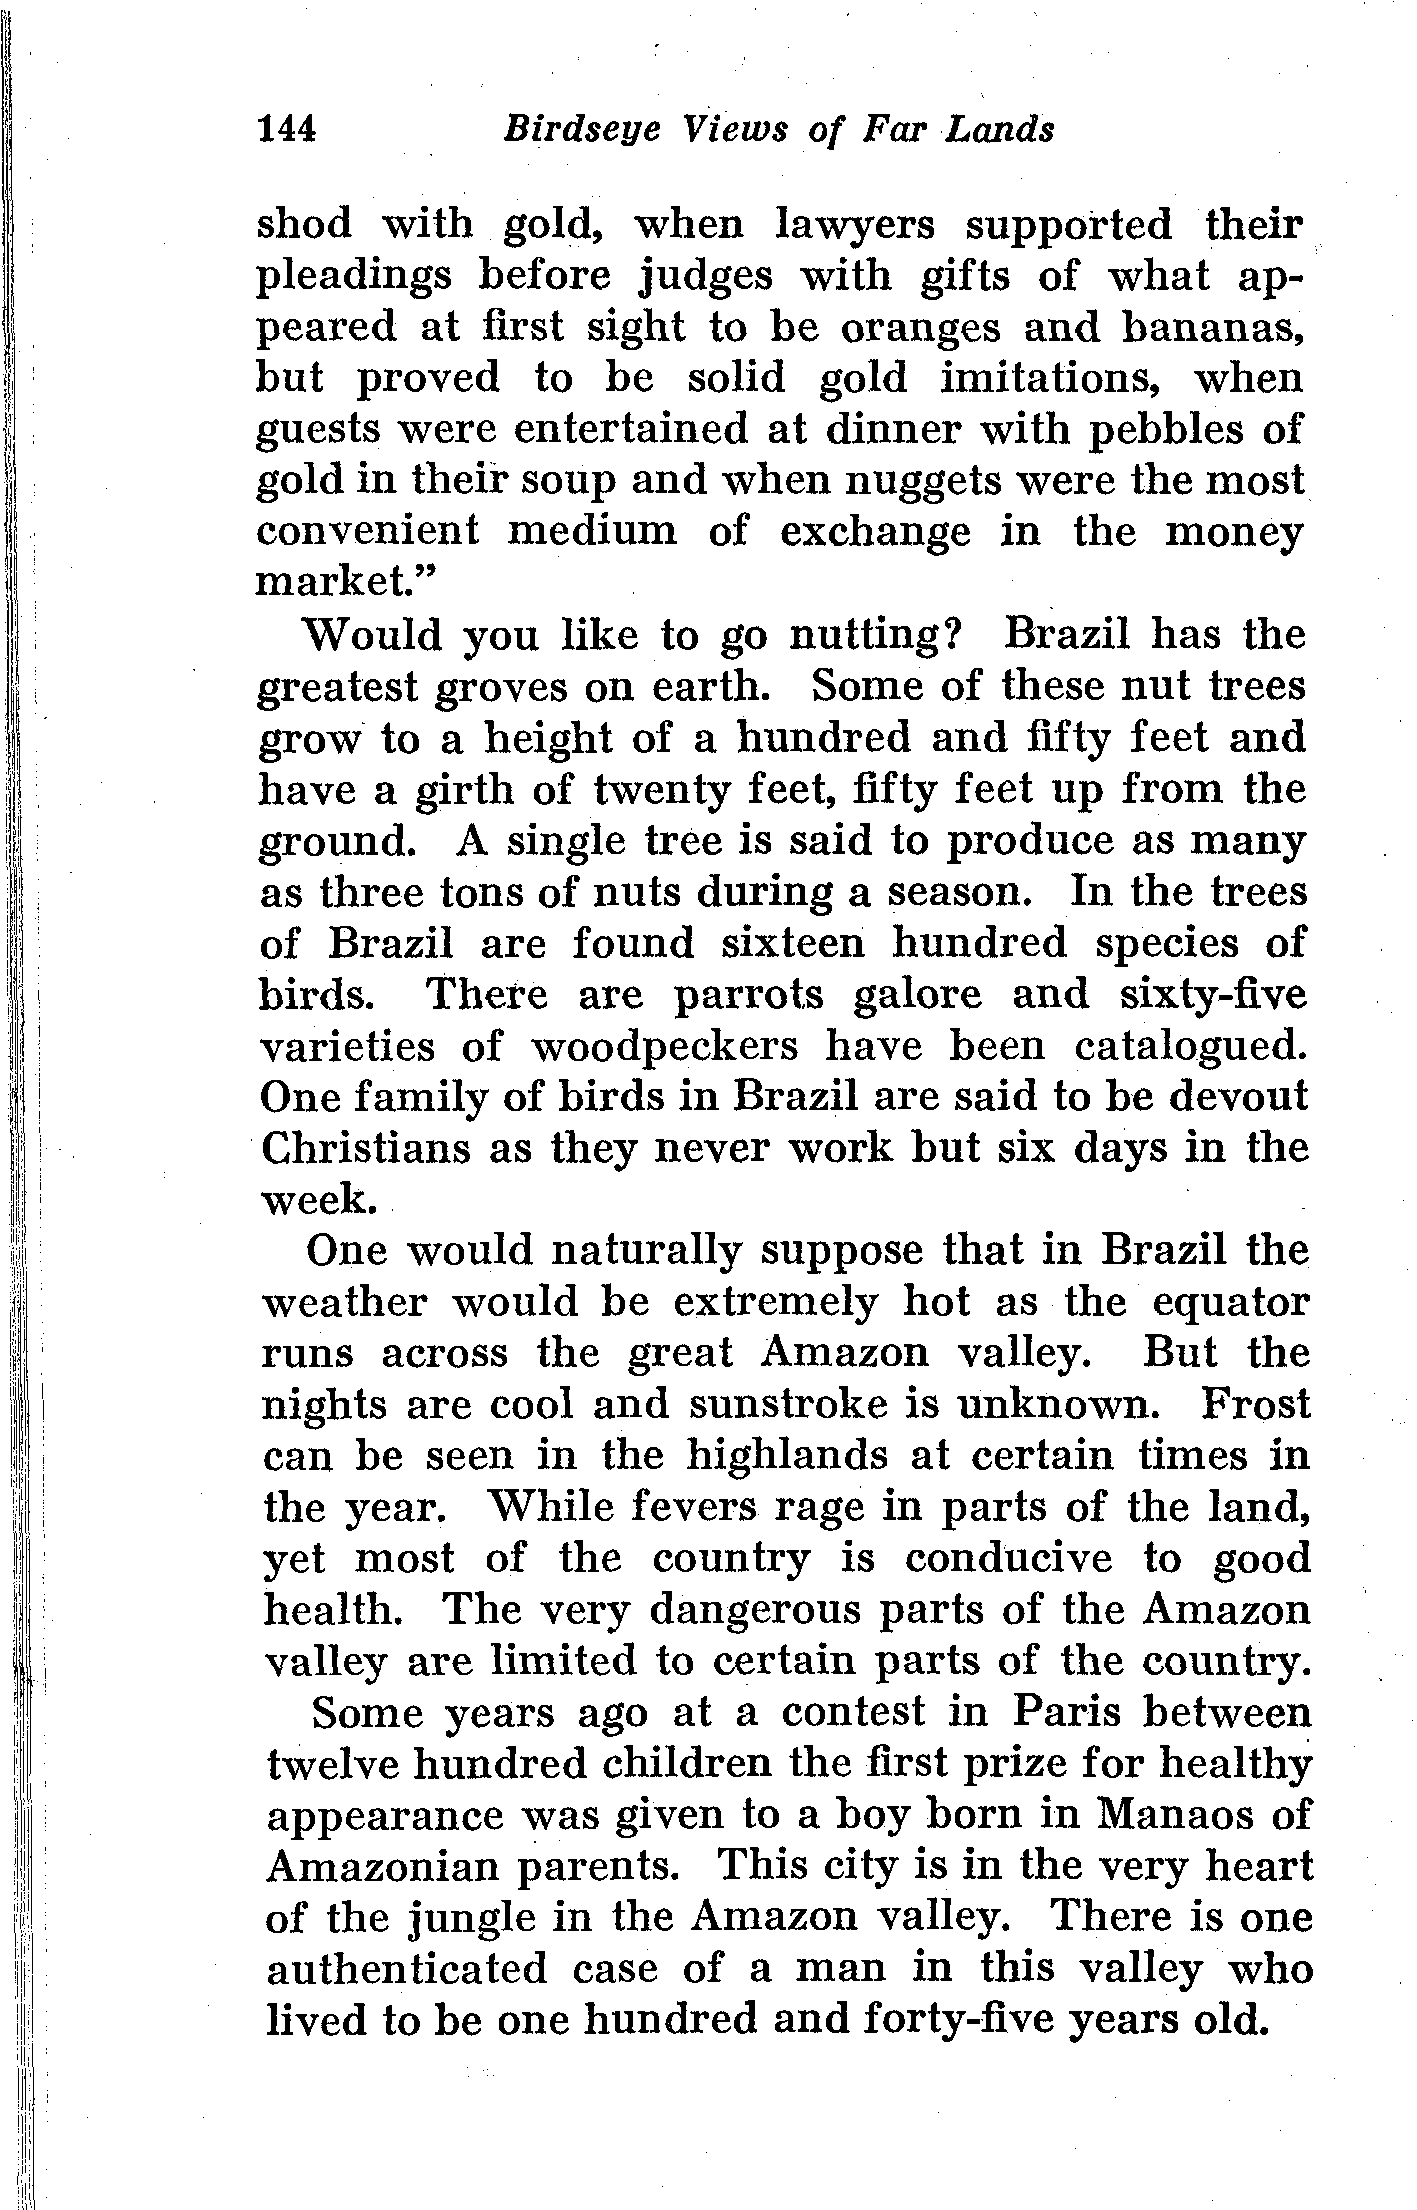 144 Birdseye Views of Far Lands
shod with gold, when lawyers supported their
pleadings before judges with gifts of what ap-
peared at first sight to be oranges and bananas,
but proved to be solid gold imitations, when
guests were entertained at dinner with pebbles of
gold in their soup and when nuggets were the most
convenient medium of exchange in the money
market.”
Would you like to go nutting? Brazil has the
greatest groves on earth. Some of these nut trees
grow to a height of a hundred and fifty feet and
have a girth of twenty feet, fifty feet up from the
ground. A single tree is said to produce as many
as three tons of nuts during a season. In the trees
of Brazil are found sixteen hundred species of
birds. There are parrots galore and sixty-five
varieties of woodpeckers have been catalogued.
One family of birds in Brazil are said to be devout
Christians as they never work but six days in the
week.
One would naturally suppose that in Brazil the
weather would be extremely hot as the equator
runs across the great Amazon valley. But the
nights are cool and sunstroke is unknown. Frost
can be seen in the highlands at certain times in
the year. While fevers rage in parts of the land,
yet most of the country is conducive to good
health. The very dangerous parts of the Amazon
valley are limited to certain parts of the country.
Some years ago at a contest in Paris between
twelve hundred children the first prize for healthy
appearance was given to a boy born in Manaos of
Amazonian parents. This city is in the very heart
of the jungle in the Amazon valley. There is one
authenticated case of a man in this valley who
lived to be one hundred and forty-five years old.